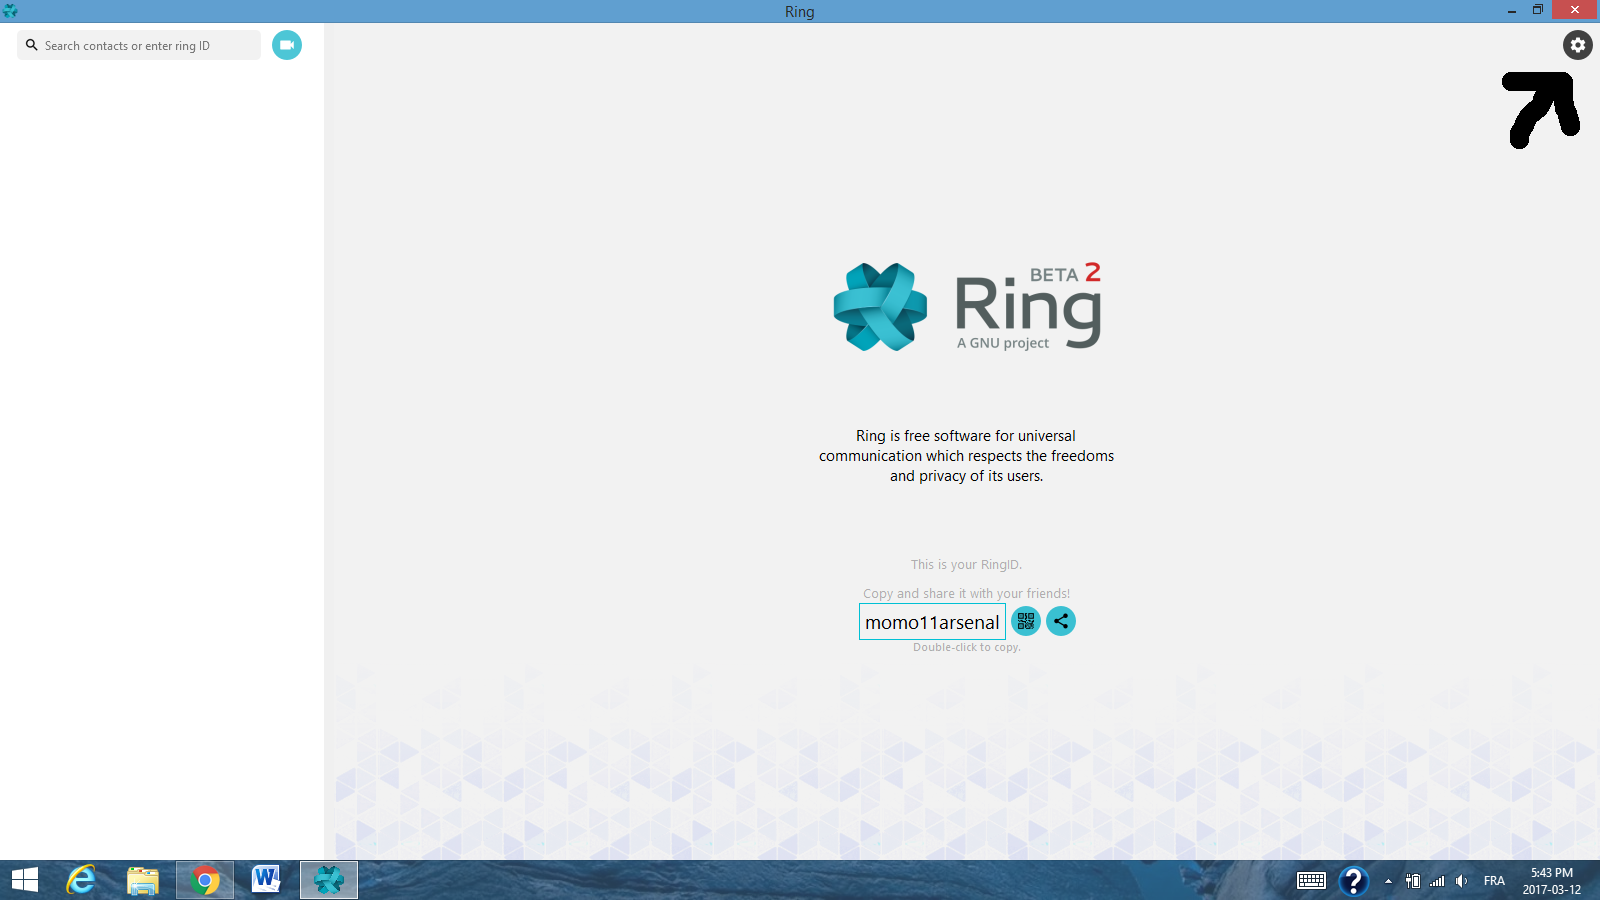 Ring
Search contacts or enter ring ID
BETA 2
Ring
A GNU project
Ring is free software for universal
communication which respects the freedoms
and privacy of its users.
This is your RingID.
Copy and share it with your friends!
momo11arsenal
Double-click to copy.
FRA
5:43 PM
2017-03-12